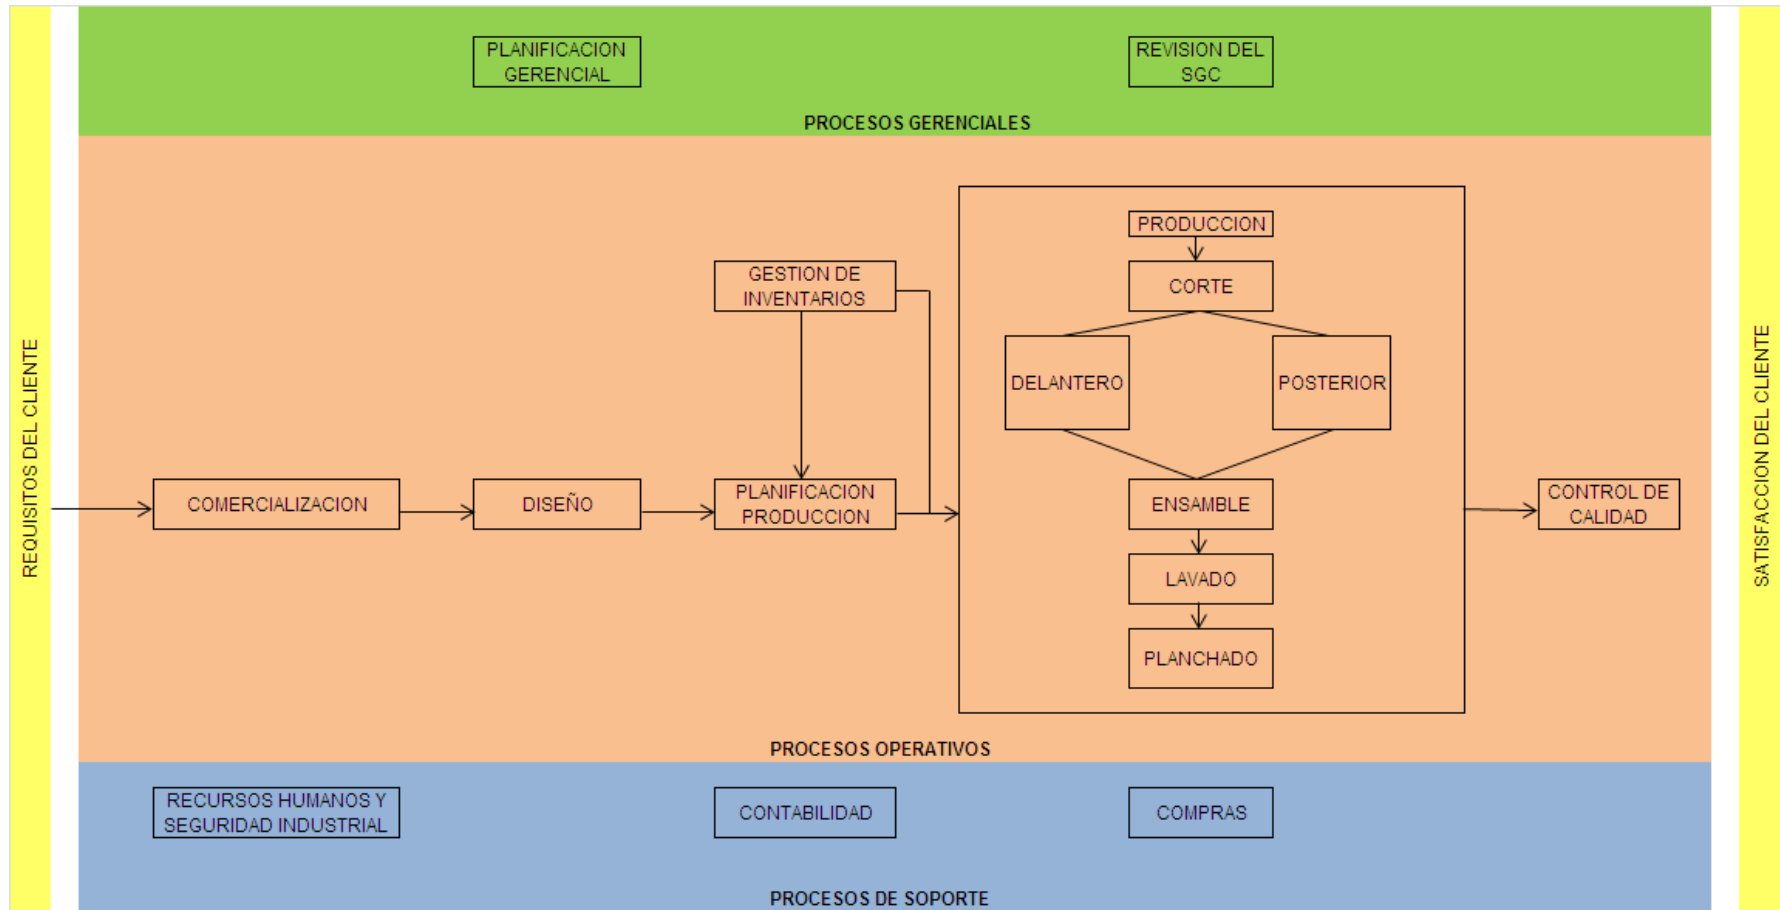 REQUISITOS DEL CLIENTE
PLANIFICACION
GERENCIAL
REVISION DEL
SGC
PROCESOS GERENCIALES
PRODUCCION
CORTE
GESTION DE
INVENTARIOS
DELANTERO
POSTERIOR
COMERCIALIZACION
DISEÑO
PLANIFICACION
PRODUCCION
ENSAMBLE
CONTROL DE
CALIDAD
LAVADO
PLANCHADO
PROCESOS OPERATIVOS
RECURSOS HUMANOS Y
SEGURIDAD INDUSTRIAL
CONTABILIDAD
COMPRAS
PROCESOS DE SOPORTE
SATISFACCION DEL CLIENTE